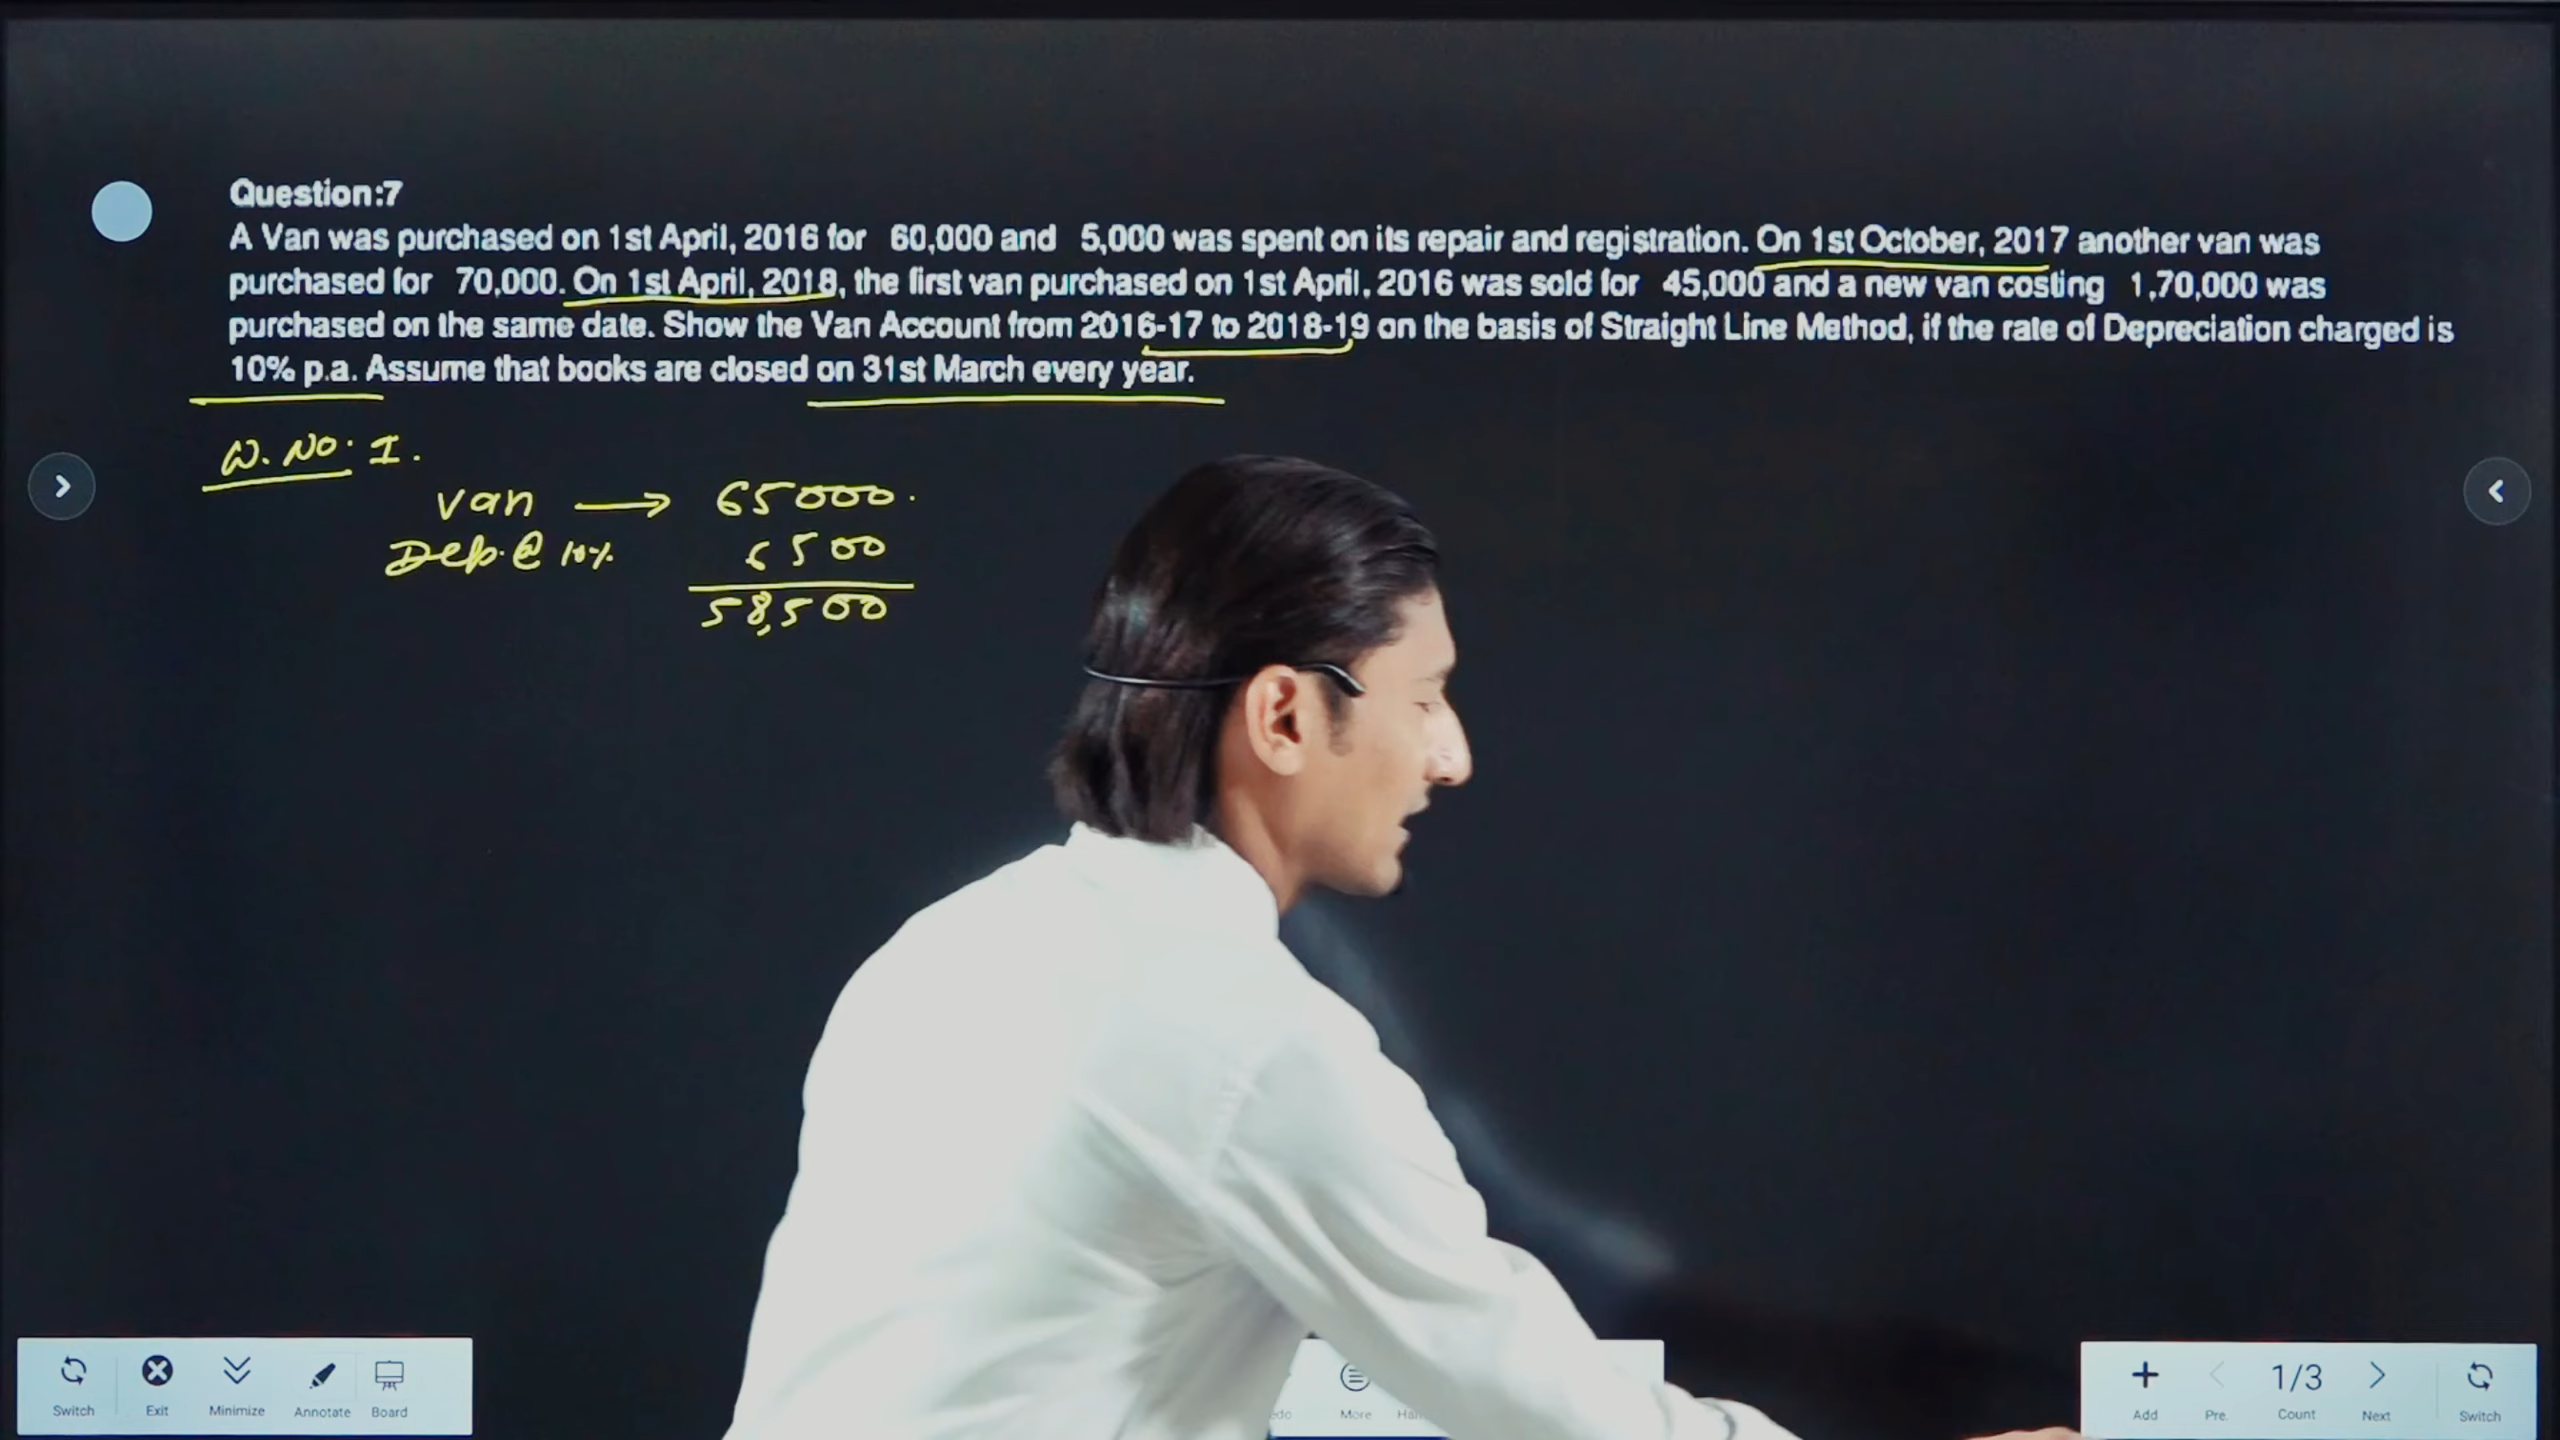 Question:7
A Van was purchased on 1st April, 2016 for 60,000 and 5,000 was spent on its repair and registration. On 1st October, 2017 another van was
purchased for 70,000. On 1st April, 2018, the first van purchased on 1st April, 2016 was sold for 45,000 and a new van costing 1,70,000 was
purchased on the same date. Show the Van Account from 2016-17 to 2018-19 on the basis of Straight Line Method, if the rate of Depreciation charged is
10% p.a. Assume that books are closed on 31st March every year.
W. No. I.
Van → 65000.
Dep. @ 10% 6500
58,500
Switch Exit Minimize Annotate Board
More
Add Pre. 1/3 Count Next Switch